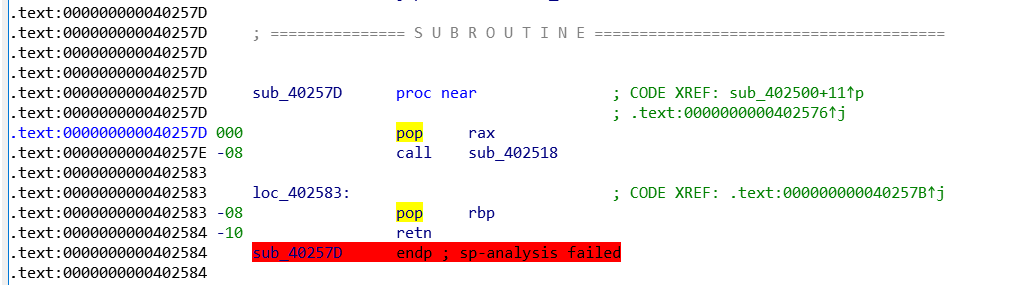 .text:000000000040257D
.text:000000000040257D ; =============== S U B R O U T I N E =======================================
.text:000000000040257D
.text:000000000040257D
.text:000000000040257D sub_40257D proc near ; CODE XREF: sub_402500+11↑p
.text:000000000040257D ; .text:0000000000402576↑j
.text:000000000040257D 000 pop rax
.text:000000000040257E -08 call sub_402518
.text:0000000000402583
.text:0000000000402583 loc_402583: ; CODE XREF: .text:000000000040257B↑j
.text:0000000000402583 -08 pop rbp
.text:0000000000402584 -10 retn
.text:0000000000402584 sub_40257D endp ; sp-analysis failed
.text:0000000000402584